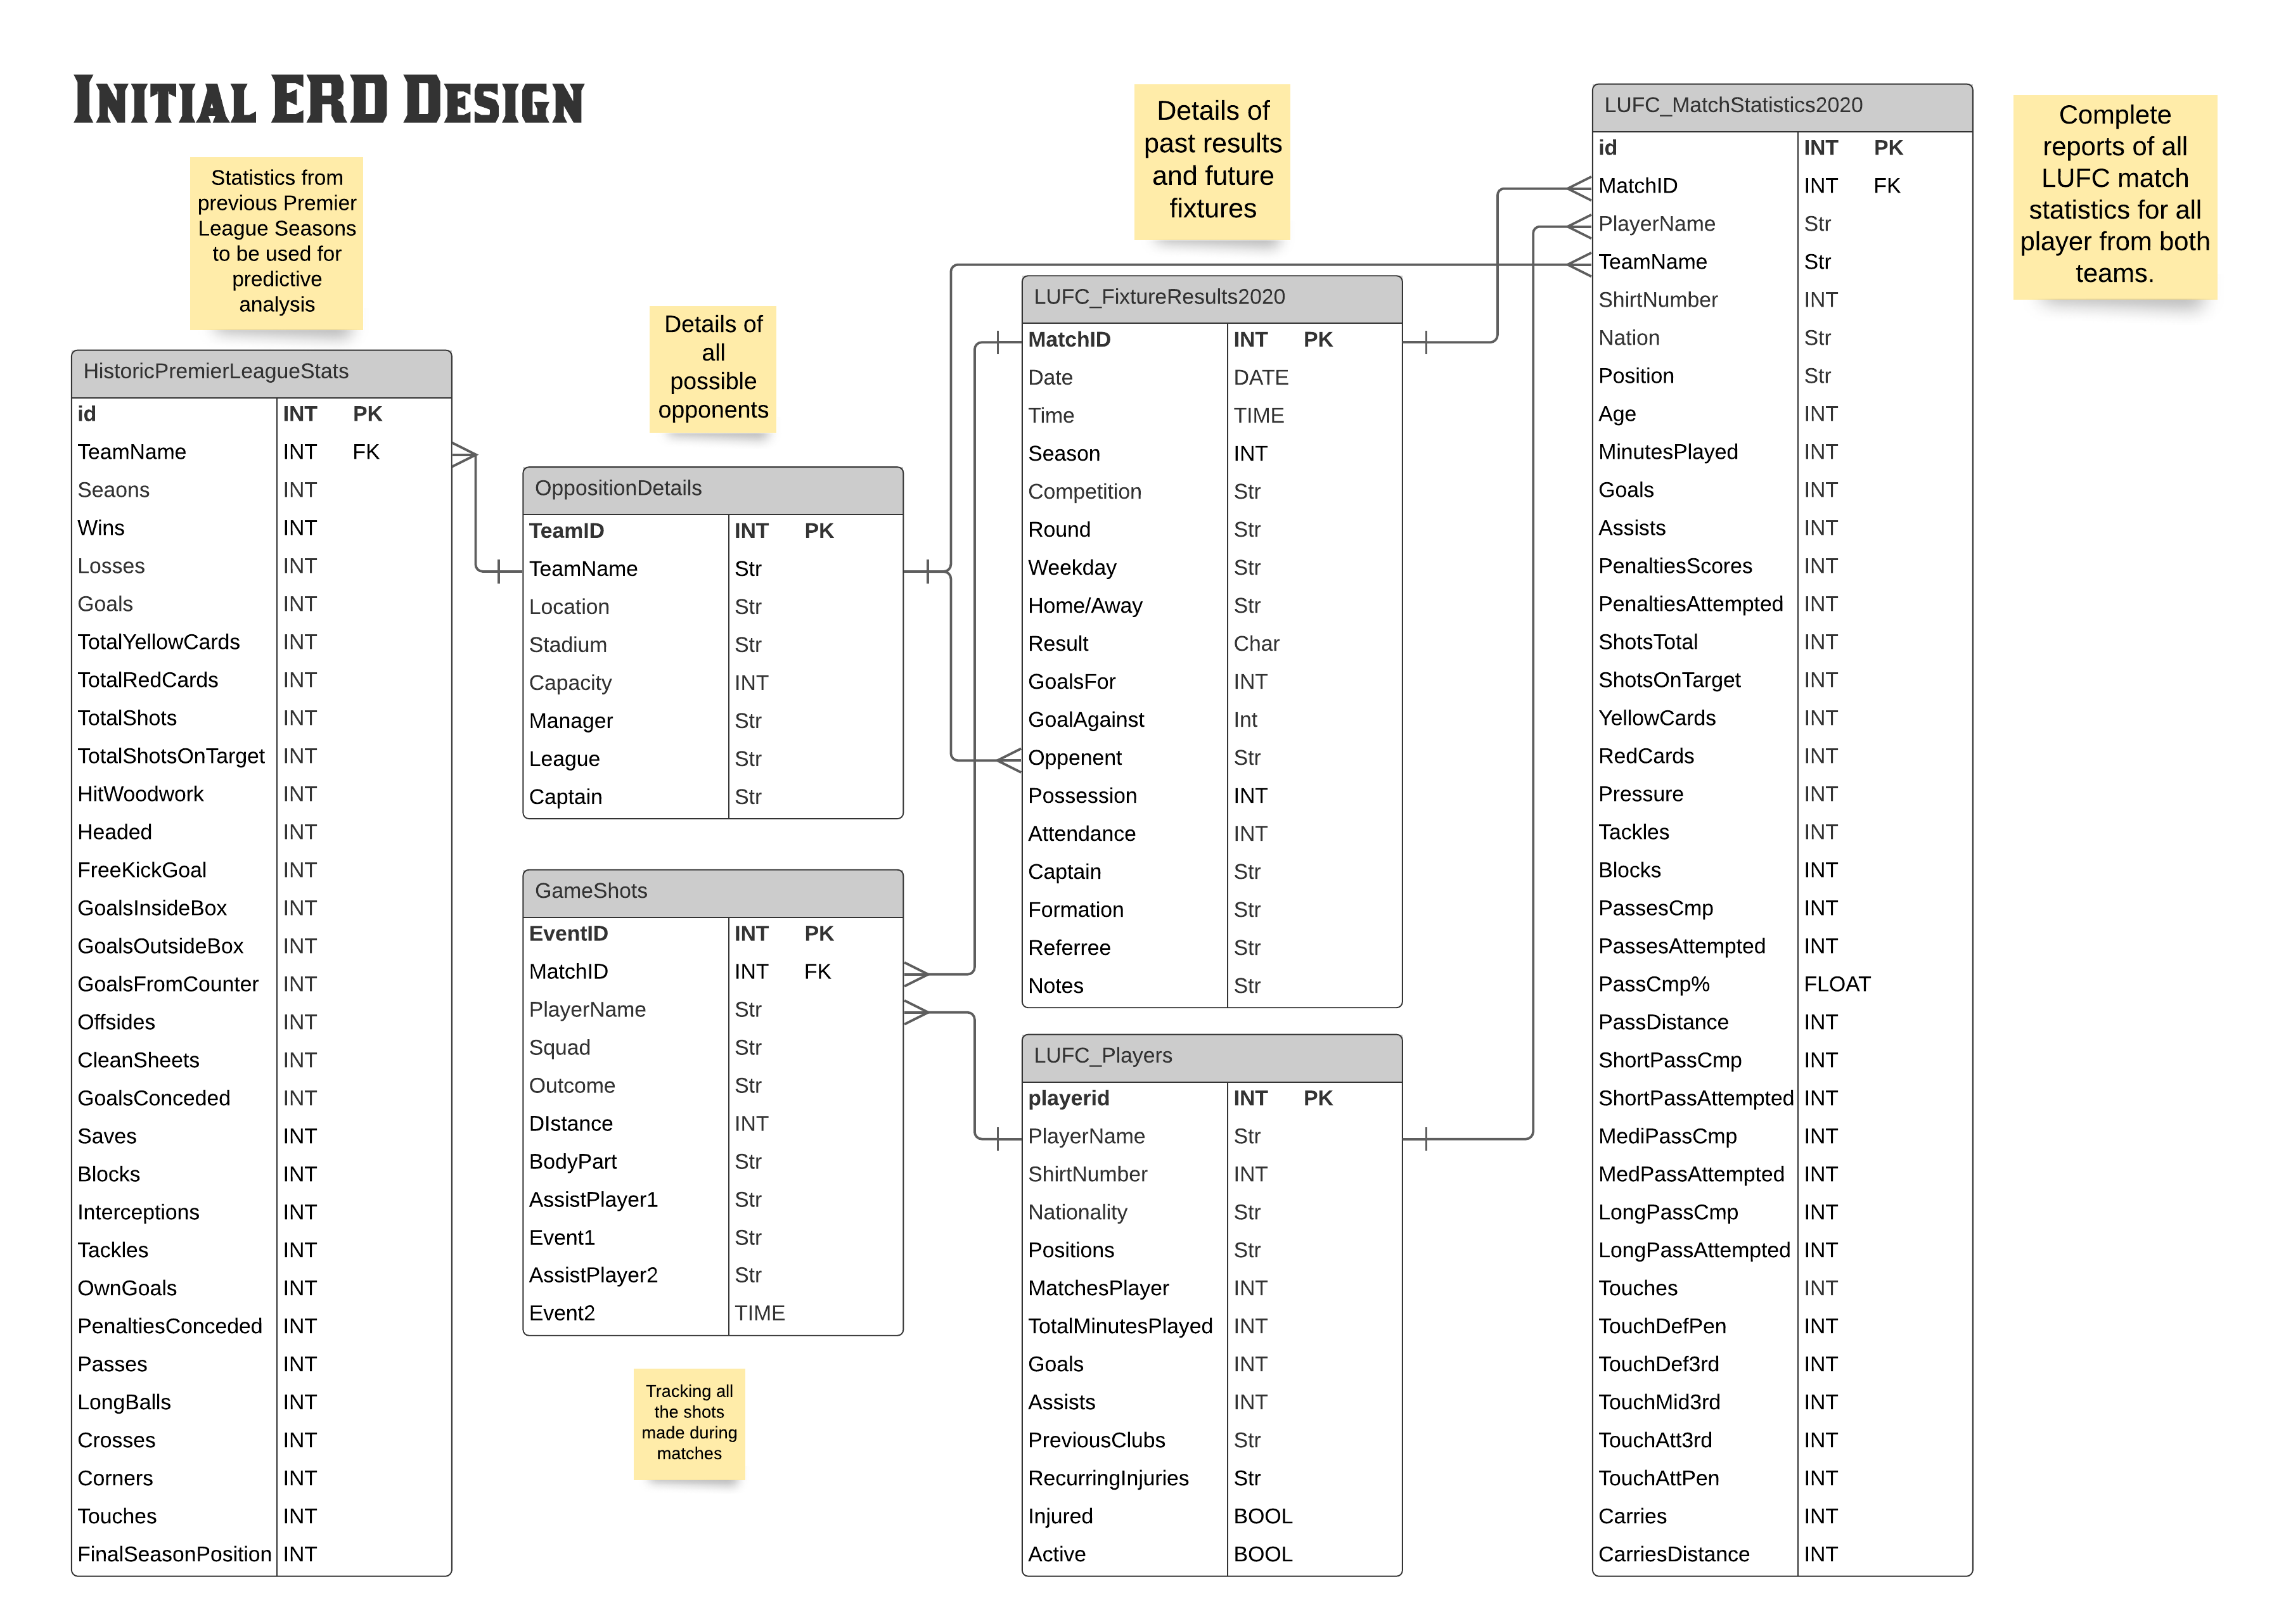 INITIAL ERD DESIGN
Statistics from
previous Premier
League Seasons
to be used for
predictive
analysis
HistoricPremierLeagueStats
id INT PK
TeamName INT FK
Seaons INT
Wins INT
Losses INT
Goals INT
TotalYellowCards INT
TotalRedCards INT
TotalShots INT
TotalShotsOnTarget INT
HitWoodwork INT
Headed INT
FreeKickGoal INT
GoalsInsideBox INT
GoalsOutsideBox INT
GoalsFromCounter INT
Offsides INT
CleanSheets INT
GoalsConceded INT
Saves INT
Blocks INT
Interceptions INT
Tackles INT
OwnGoals INT
PenaltiesConceded INT
Passes INT
LongBalls INT
Crosses INT
Corners INT
Touches INT
FinalSeasonPosition INT
Details of
all
possible
opponents
OppositionDetails
TeamID INT PK
TeamName Str
Location Str
Stadium Str
Capacity INT
Manager Str
League Str
Captain Str
GameShots
EventID INT PK
MatchID INT FK
PlayerName Str
Squad Str
Outcome Str
DIstance INT
BodyPart Str
AssistPlayer1 Str
Event1 Str
AssistPlayer2 Str
Event2 TIME
Tracking all
the shots
made during
matches
Details of
past results
and future
fixtures
LUFC_FixtureResults2020
MatchID INT PK
Date DATE
Time TIME
Season INT
Competition Str
Round Str
Weekday Str
Home/Away Str
Result Char
GoalsFor INT
GoalAgainst Int
Oppenent Str
Possession INT
Attendance INT
Captain Str
Formation Str
Referree Str
Notes Str
LUFC_Players
playerid INT PK
PlayerName Str
ShirtNumber INT
Nationality Str
Positions Str
MatchesPlayer INT
TotalMinutesPlayed INT
Goals INT
Assists INT
PreviousClubs Str
RecurringInjuries Str
Injured BOOL
Active BOOL
LUFC_MatchStatistics2020
id INT PK
MatchID INT FK
PlayerName Str
TeamName Str
ShirtNumber INT
Nation Str
Position Str
Age INT
MinutesPlayed INT
Goals INT
Assists INT
PenaltiesScores INT
PenaltiesAttempted INT
ShotsTotal INT
ShotsOnTarget INT
YellowCards INT
RedCards INT
Pressure INT
Tackles INT
Blocks INT
PassesCmp INT
PassesAttempted INT
PassCmp% FLOAT
PassDistance INT
ShortPassCmp INT
ShortPassAttempted INT
MediPassCmp INT
MedPassAttempted INT
LongPassCmp INT
LongPassAttempted INT
Touches INT
TouchDefPen INT
TouchDef3rd INT
TouchMid3rd INT
TouchAtt3rd INT
TouchAttPen INT
Carries INT
CarriesDistance INT
Complete
reports of all
LUFC match
statistics for all
player from both
teams.